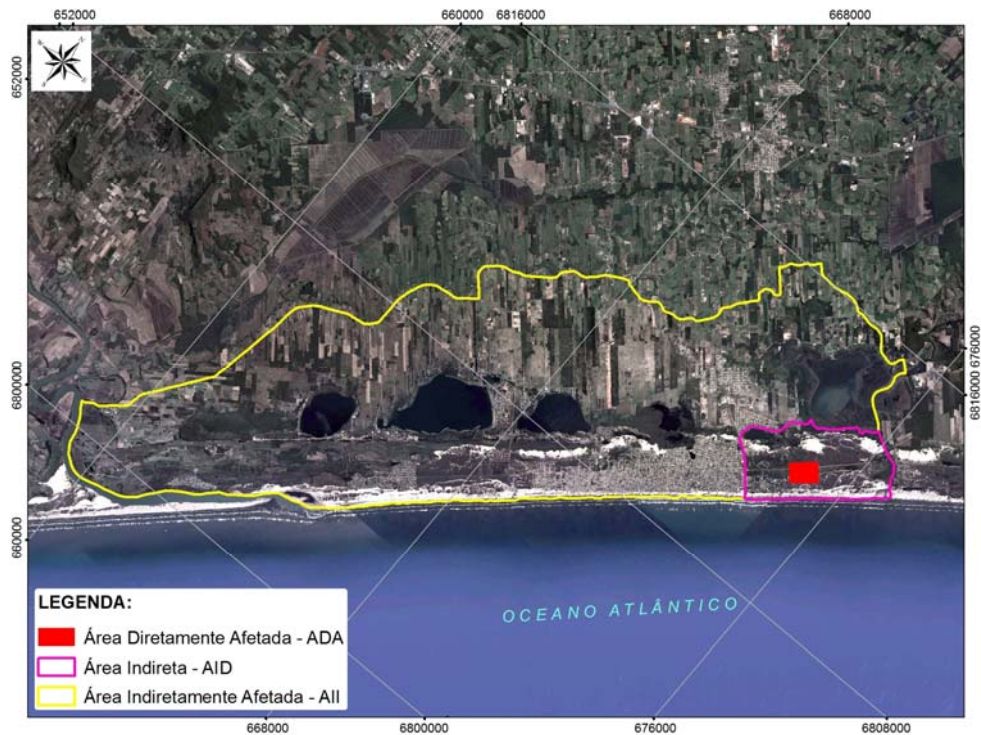 652000
660000
6816000
668000
652000
6800000
660000
676000
6816000
OCEANO ATLÂNTICO
LEGENDA:
Área Diretamente Afetada - ADA
Área Indireta - AID
Área Indiretamente Afetada - AII
668000
6800000
676000
6808000